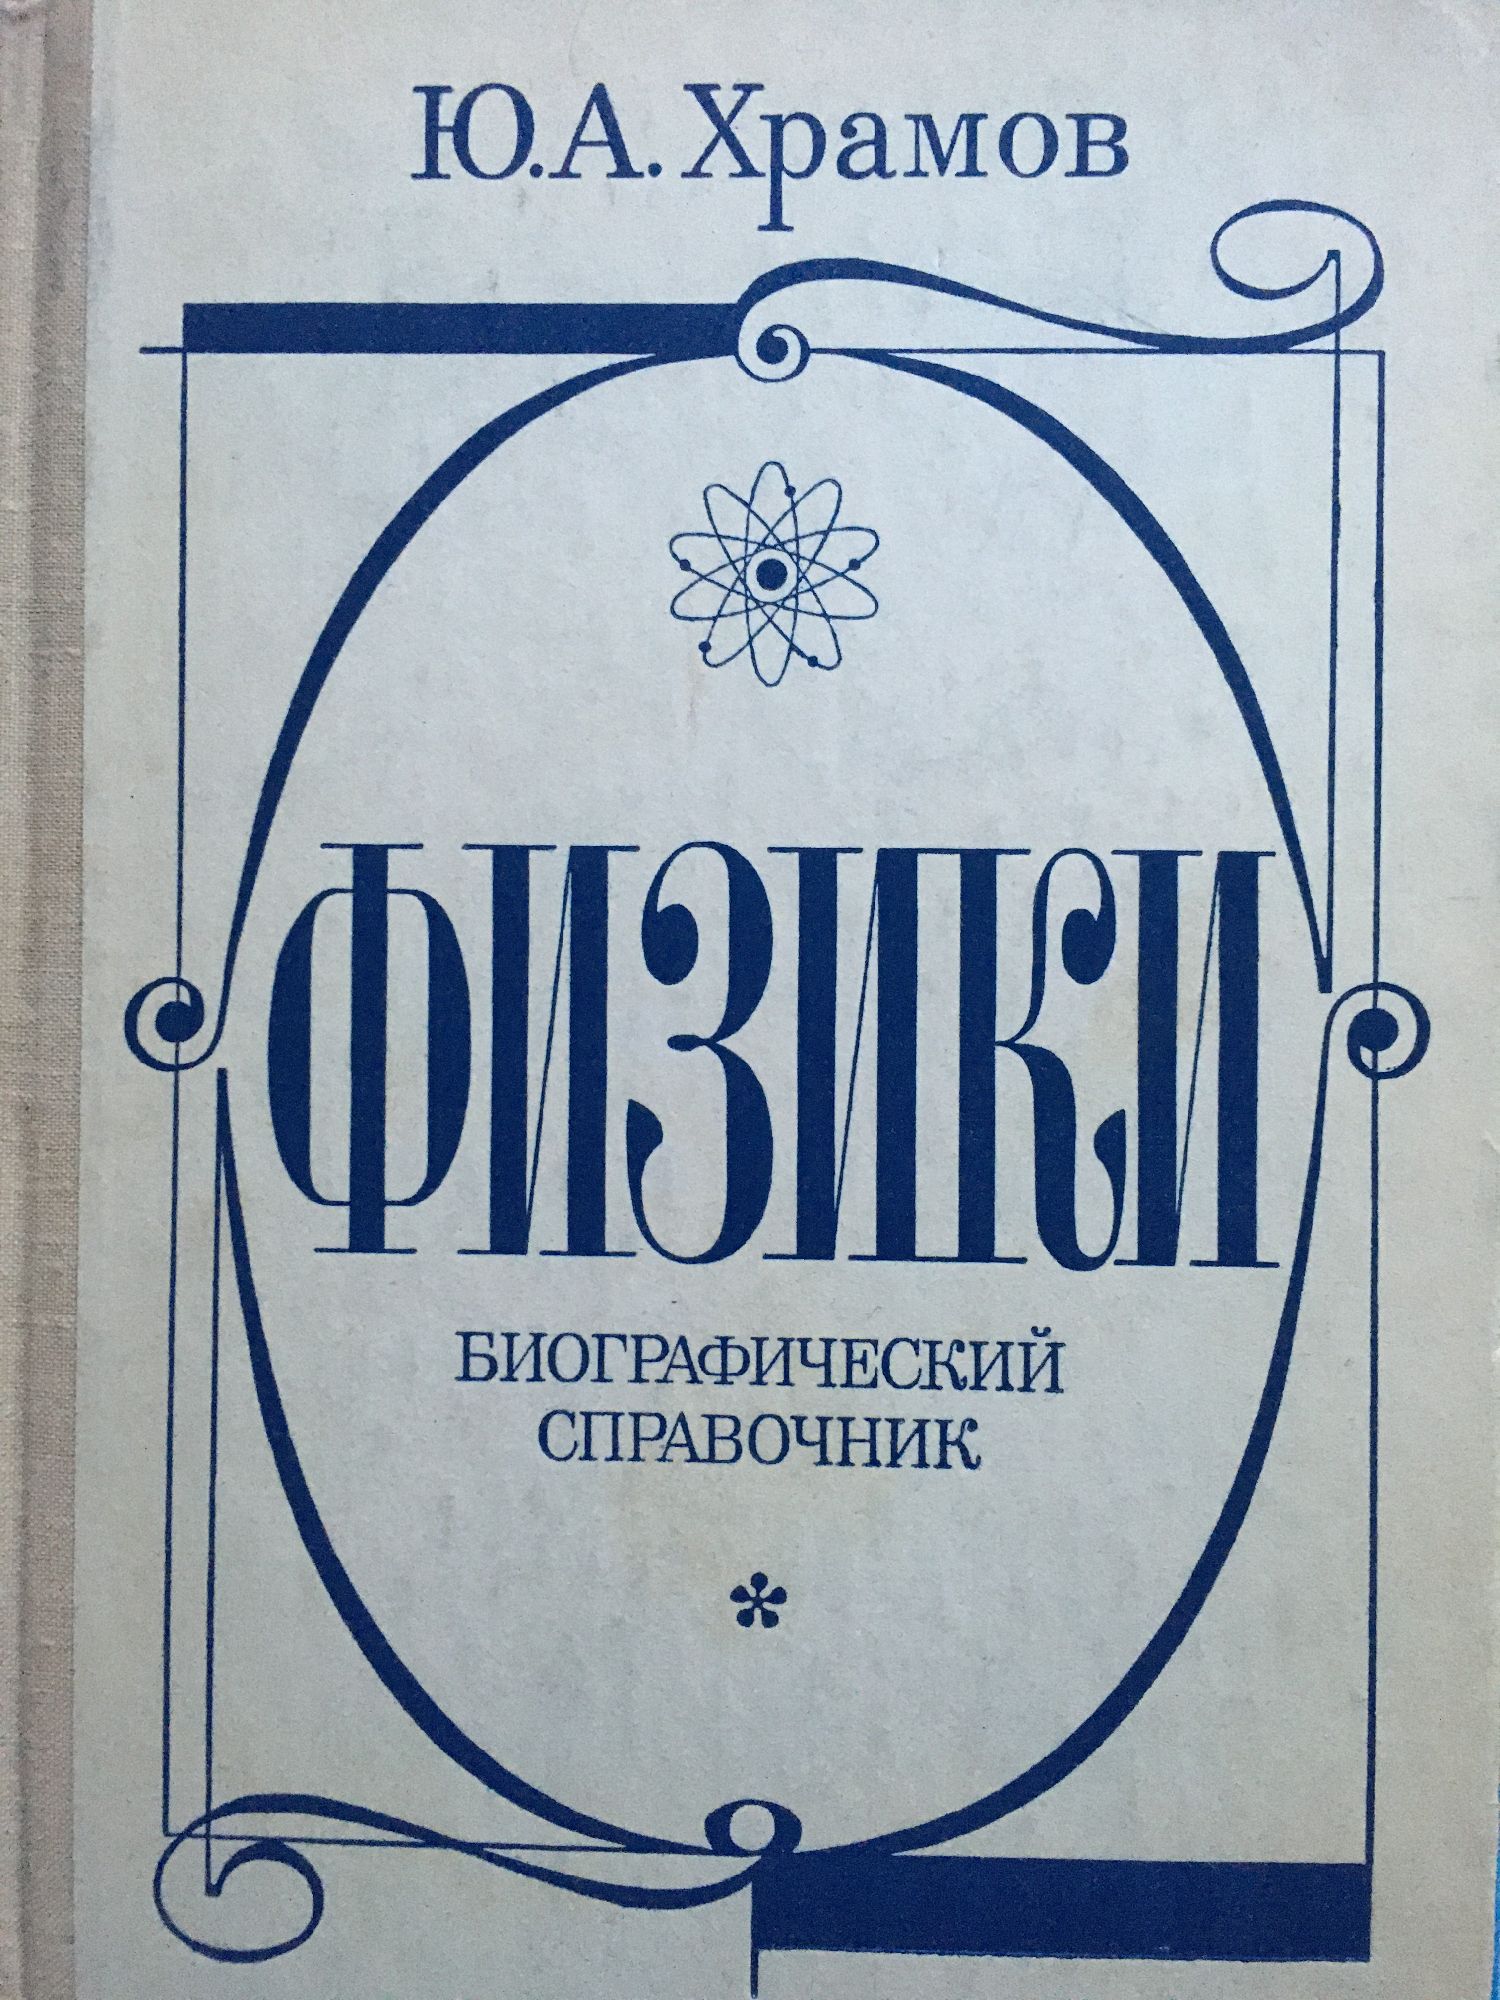 Ю.А. Храмов
ФИЗИКИ
БИОГРАФИЧЕСКИЙ
СПРАВОЧНИК
*